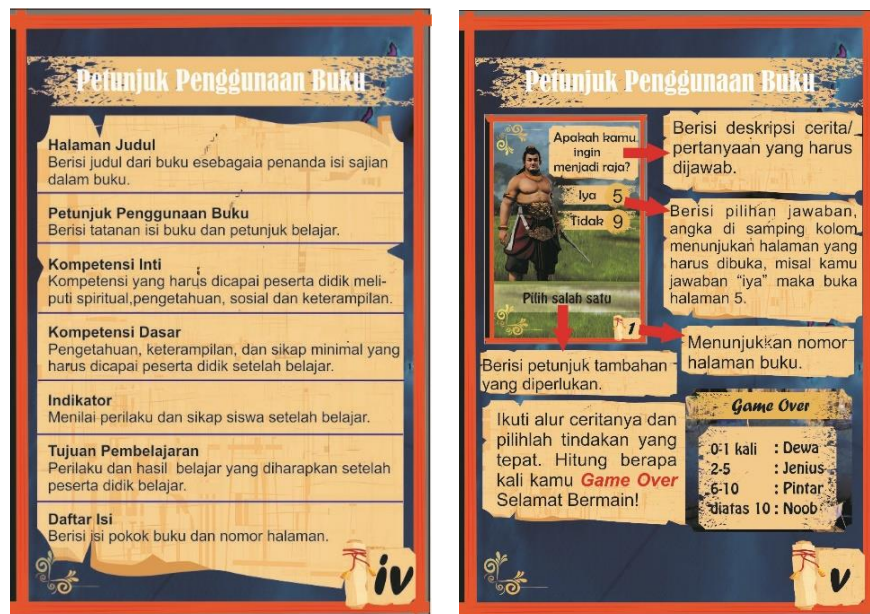 Petunjuk Penggunaan Buku
Halaman Judul
Berisi judul dari buku esebagaia penanda isi sajian
dalam buku.
Petunjuk Penggunaan Buku
Berisi tatanan isi buku dan petunjuk belajar.
Kompetensi Inti
Kompetensi yang harus dicapai peserta didik meli-
puti spiritual,pengetahuan, sosial dan keterampilan.
Kompetensi Dasar
Pengetahuan, keterampilan, dan sikap minimal yang
harus dicapai peserta didik setelah belajar.
Indikator
Menilai perilaku dan sikap siswa setelah belajar.
Tujuan Pembelajaran
Perilaku dan hasil belajar yang diharapkan setelah
peserta didik belajar.
Daftar Isi
Berisi isi pokok buku dan nomor halaman.
iv
Petunjuk Penggunaan Buku
Apakah kamu
ingin
menjadi raja?
Iya 5
Tidak 9
Pilih salah satu
1
Berisi deskripsi cerita/
pertanyaan yang harus
dijawab.
Berisi pilihan jawaban,
angka di samping kolom
menunjukan halaman yang
harus dibuka, misal kamu
jawaban “iya” maka buka
halaman 5.
Menunjukkan nomor
halaman buku.
Berisi petunjuk tambahan
yang diperlukan.
Ikuti alur ceritanya dan
pilihlah tindakan yang
tepat. Hitung berapa
kali kamu Game Over
Selamat Bermain!
Game Over
0-1 kali : Dewa
2-5 : Jenius
6-10 : Pintar
diatas 10 : Noob
v